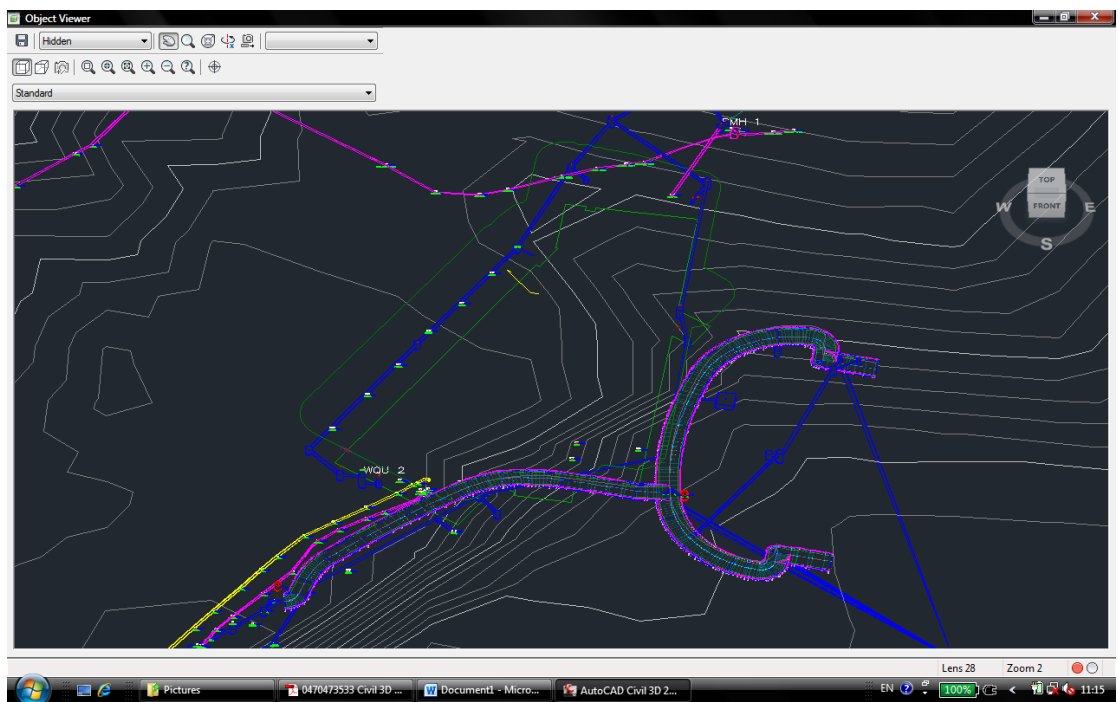 Object Viewer
Hidden
Standard
MH 1
TOP
FRONT
W
E
S
WQU 2
Lens 28
Zoom 2
Pictures
0470473533 Civil 3D ...
Document1 - Micro...
AutoCAD Civil 3D 2...
EN
100%
11:15